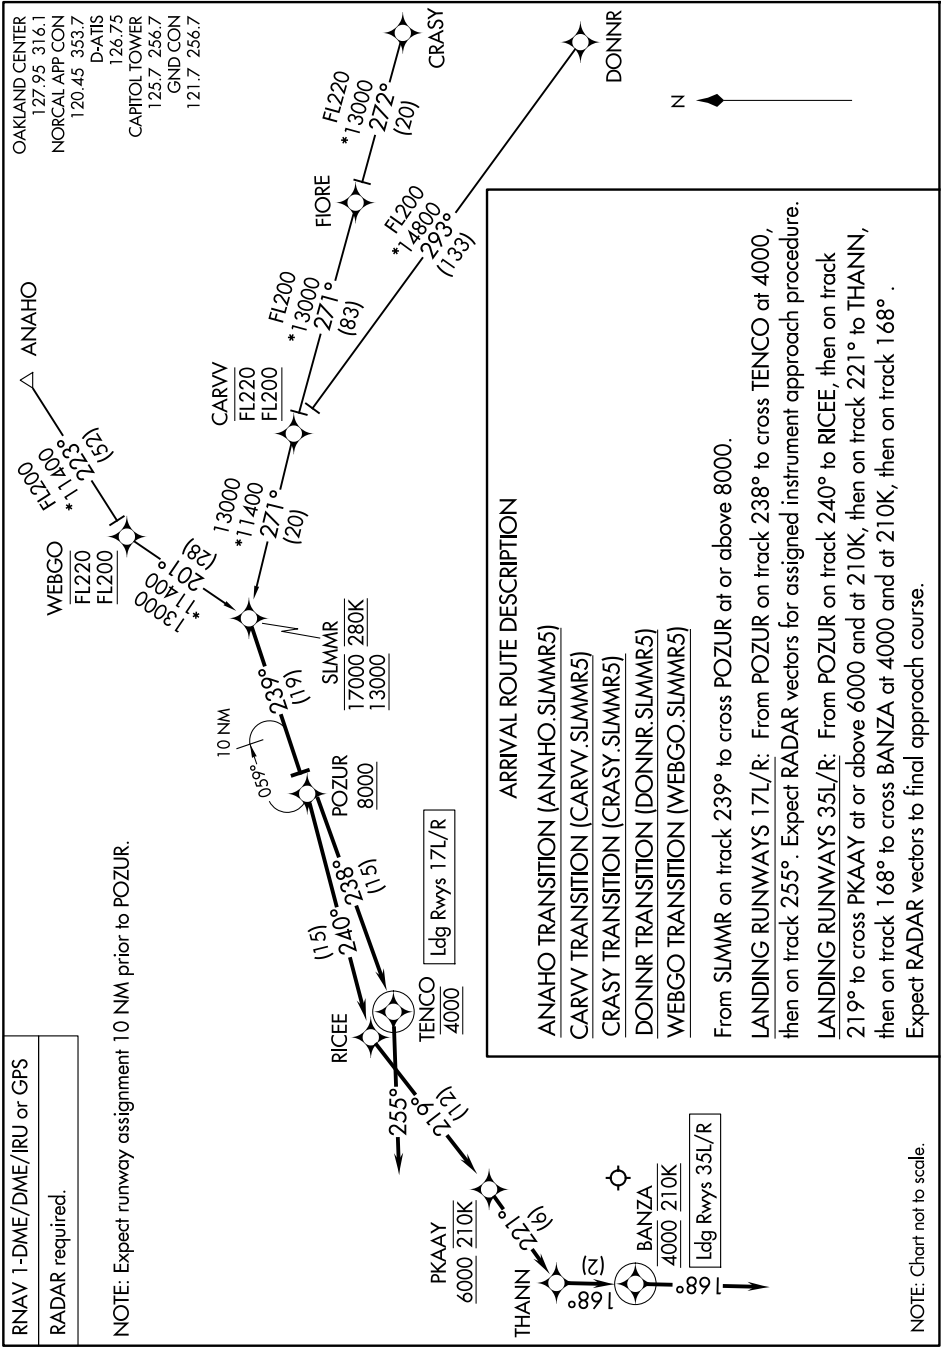 RNAV 1-DME/DME/IRU or GPS
RADAR required.
NOTE: Expect runway assignment 10 NM prior to POZUR.
OAKLAND CENTER
127.95 316.1
NORCAL APP CON
120.45 353.7
D-ATIS
126.75
CAPITOL TOWER
125.7 256.7
GND CON
121.7 256.7
ANAHO
Fl200
*11400
223°
(52)
WEBGO
FL220
FL200
13000
*11400
201°
(28)
CARVV
FL220
FL200
13000
*11400
271°
(20)
FL200
*13000
271°
(83)
FIORE
FL220
*13000
272°
(20)
CRASY
FL200
*14800
293°
(133)
DONNR
N
SLMMR
17000 280K
13000
239°
(19)
10 NM
059°
POZUR
8000
(15)
240°
238°
(15)
RICEE
TENCO
4000
Ldg Rwys 17L/R
255°
219°
(12)
PKAAY
6000 210K
221°
(6)
THANN
168°
(2)
BANZA
4000 210K
Ldg Rwys 35L/R
168°
ARRIVAL ROUTE DESCRIPTION
ANAHO TRANSITION (ANAHO.SLMMR5)
CARVV TRANSITION (CARVV.SLMMR5)
CRASY TRANSITION (CRASY.SLMMR5)
DONNR TRANSITION (DONNR.SLMMR5)
WEBGO TRANSITION (WEBGO.SLMMR5)
From SLMMR on track 239° to cross POZUR at or above 8000.
LANDING RUNWAYS 17L/R: From POZUR on track 238° to cross TENCO at 4000,
then on track 255°. Expect RADAR vectors for assigned instrument approach procedure.
LANDING RUNWAYS 35L/R: From POZUR on track 240° to RICEE, then on track
219° to cross PKAAY at or above 6000 and at 210K, then on track 221° to THANN,
then on track 168° to cross BANZA at 4000 and at 210K, then on track 168° .
Expect RADAR vectors to final approach course.
NOTE: Chart not to scale.